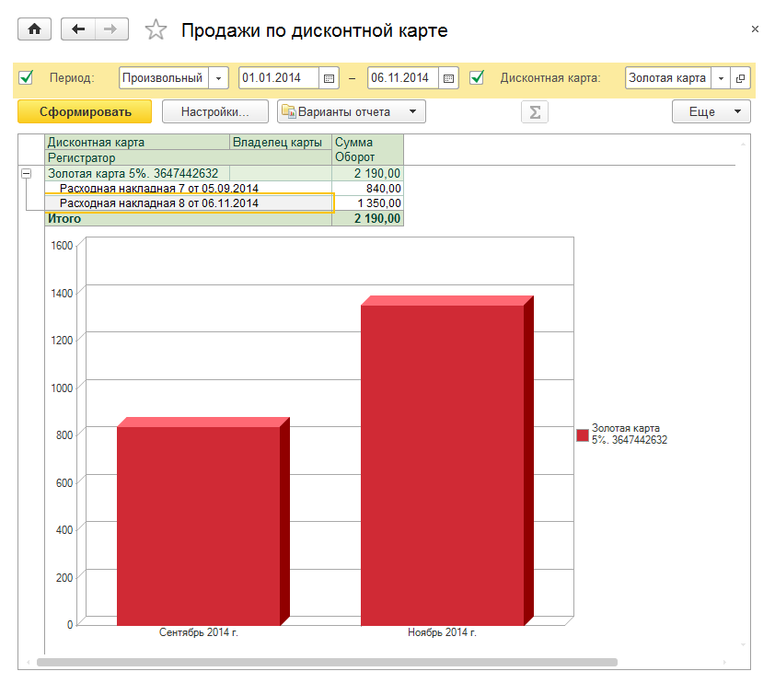 Продажи по дисконтной карте
×
Период: Произвольный 01.01.2014 – 06.11.2014 Дисконтная карта: Золотая карта
Сформировать Настройки... Варианты отчета Σ Еще
Дисконтная карта Владелец карты Сумма
Регистратор Оборот
Золотая карта 5%. 3647442632 2 190,00
Расходная накладная 7 от 05.09.2014 840,00
Расходная накладная 8 от 06.11.2014 1 350,00
Итого 2 190,00
1600
1400
1200
1000
800
600
400
200
0
Сентябрь 2014 г. Ноябрь 2014 г.
Золотая карта
5%. 3647442632